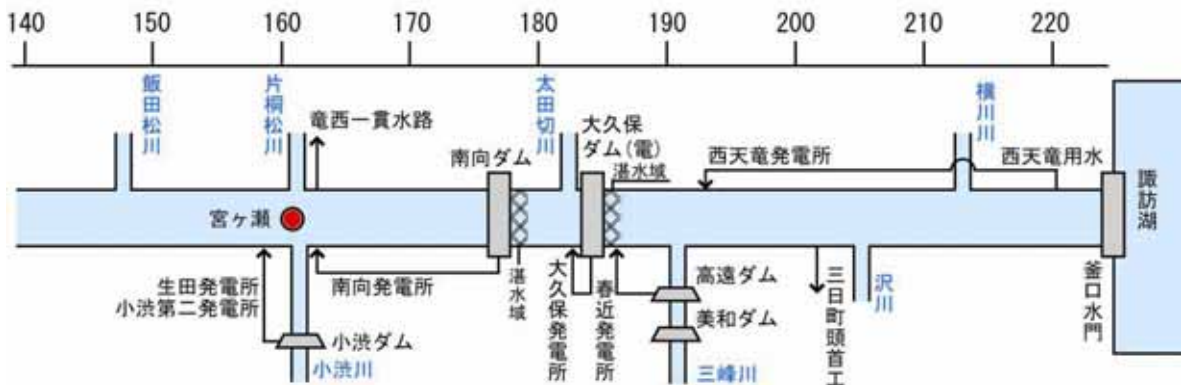 140 150 160 170 180 190 200 210 220
飯田松川
片桐松川
竜西一貫水路
南向ダム
太田切川
大久保
ダム(電)
湛水域
西天竜発電所
横川川
西天竜用水
諏訪湖
宮ヶ瀬
生田発電所
小渋第二発電所
南向発電所
湛水域
大久保発電所
春近発電所
高遠ダム
美和ダム
三日町頭首工
沢川
釜口水門
小渋ダム
小渋川
三峰川